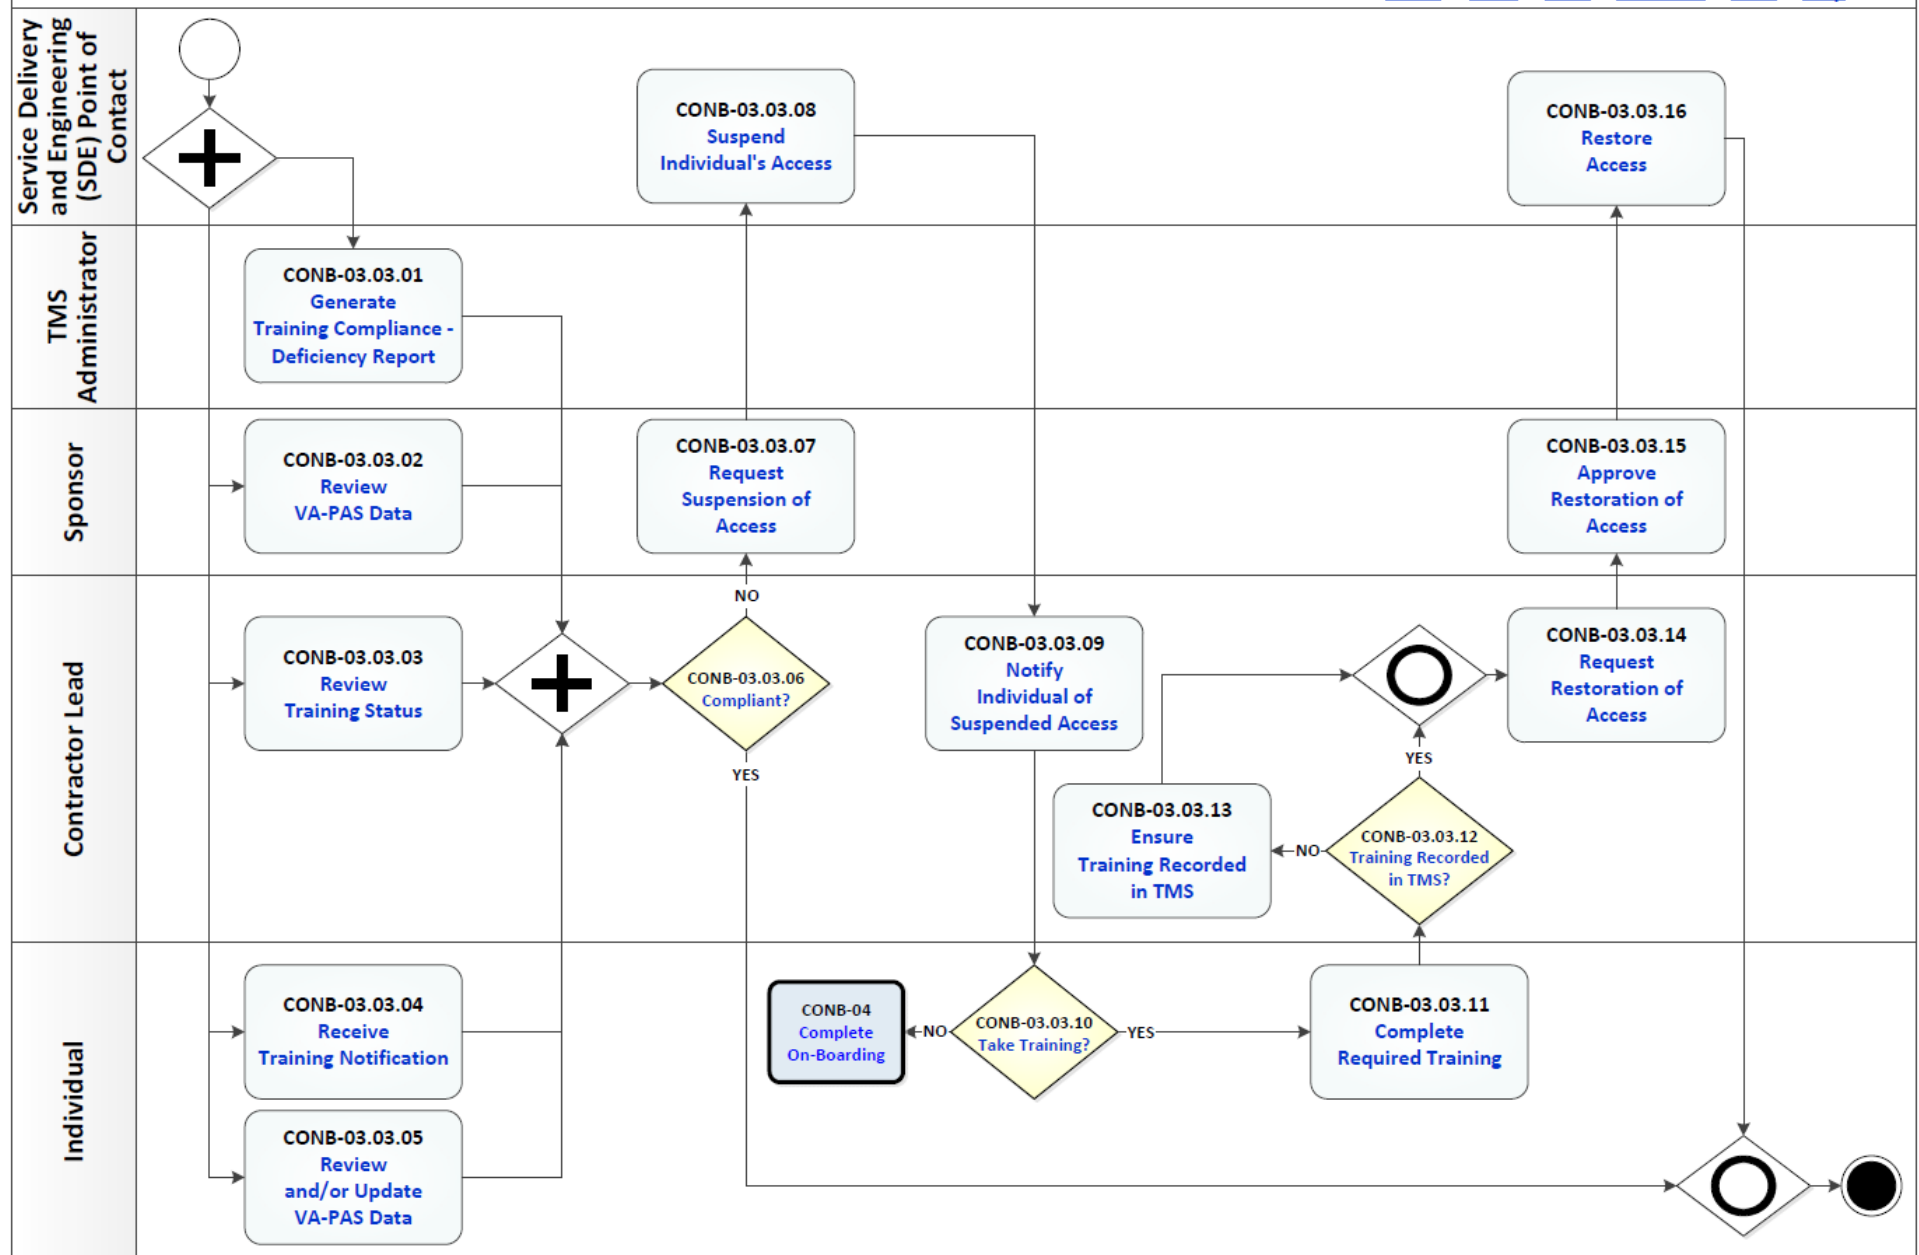 Service Delivery
and Engineering
(SDE) Point of
Contact
CONB-03.03.08
Suspend
Individual's Access
CONB-03.03.16
Restore
Access
TMS
Administrator
CONB-03.03.01
Generate
Training Compliance -
Deficiency Report
Sponsor
CONB-03.03.02
Review
VA-PAS Data
CONB-03.03.07
Request
Suspension of
Access
CONB-03.03.15
Approve
Restoration of
Access
Contractor Lead
CONB-03.03.03
Review
Training Status
NO
CONB-03.03.06
Compliant?
YES
CONB-03.03.09
Notify
Individual of
Suspended Access
CONB-03.03.14
Request
Restoration of
Access
YES
CONB-03.03.13
Ensure
Training Recorded
in TMS
NO
CONB-03.03.12
Training Recorded
in TMS?
Individual
CONB-03.03.04
Receive
Training Notification
CONB-04
Complete
On-Boarding
NO
CONB-03.03.10
Take Training?
YES
CONB-03.03.11
Complete
Required Training
CONB-03.03.05
Review
and/or Update
VA-PAS Data